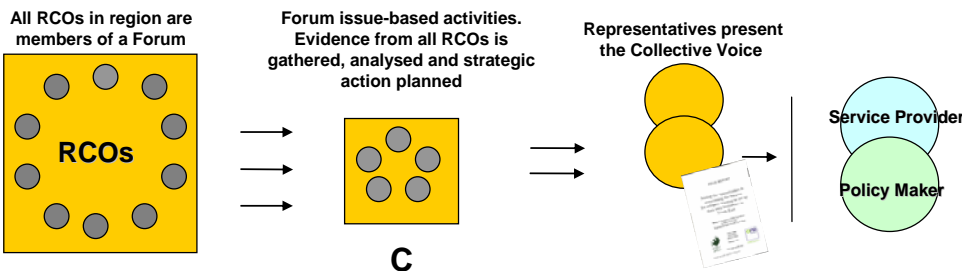 All RCOs in region are
members of a Forum
Forum issue-based activities.
Evidence from all RCOs is
gathered, analysed and strategic
action planned
Representatives present
the Collective Voice
RCOs
Service Provider
Policy Maker
C